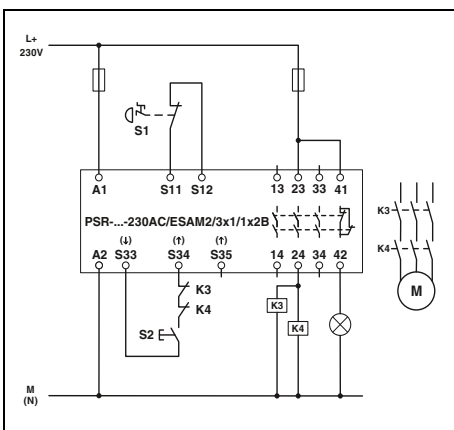 L+
230V
S1
A1 S11 S12 13 23 33 41
PSR-...-230AC/ESAM2/3x1/1x2B
(↓) (↑) (↑)
A2 S33 S34 S35 14 24 34 42
K3
K4
S2
K3
K4
K3
K4
M
M
(N)